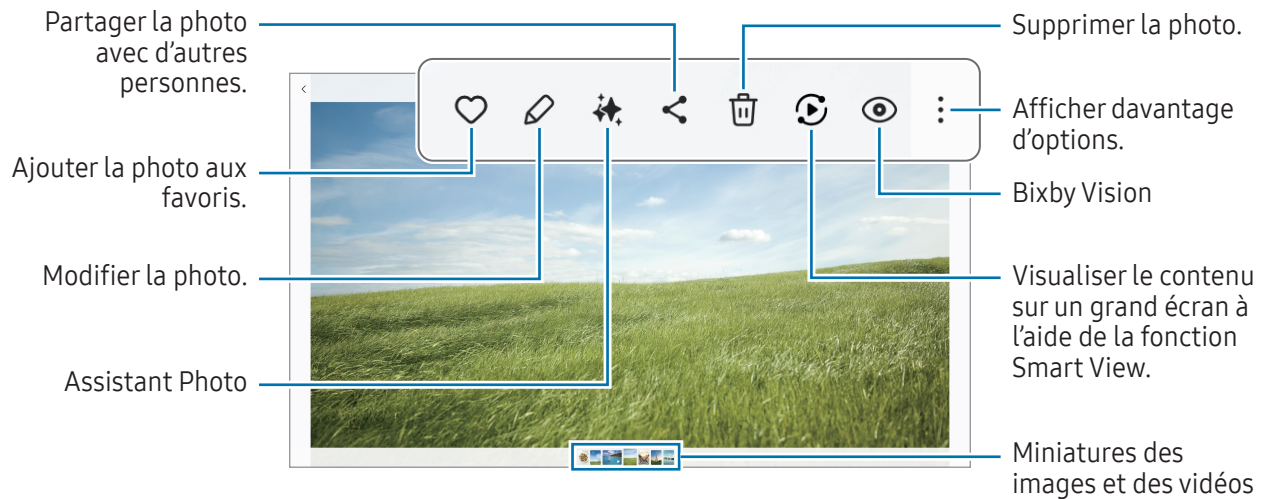 Partager la photo
avec d'autres
personnes.
Ajouter la photo aux
favoris.
Modifier la photo.
Assistant Photo
Supprimer la photo.
Afficher davantage
d'options.
Bixby Vision
Visualiser le contenu
sur un grand écran à
l'aide de la fonction
Smart View.
Miniatures des
images et des vidéos